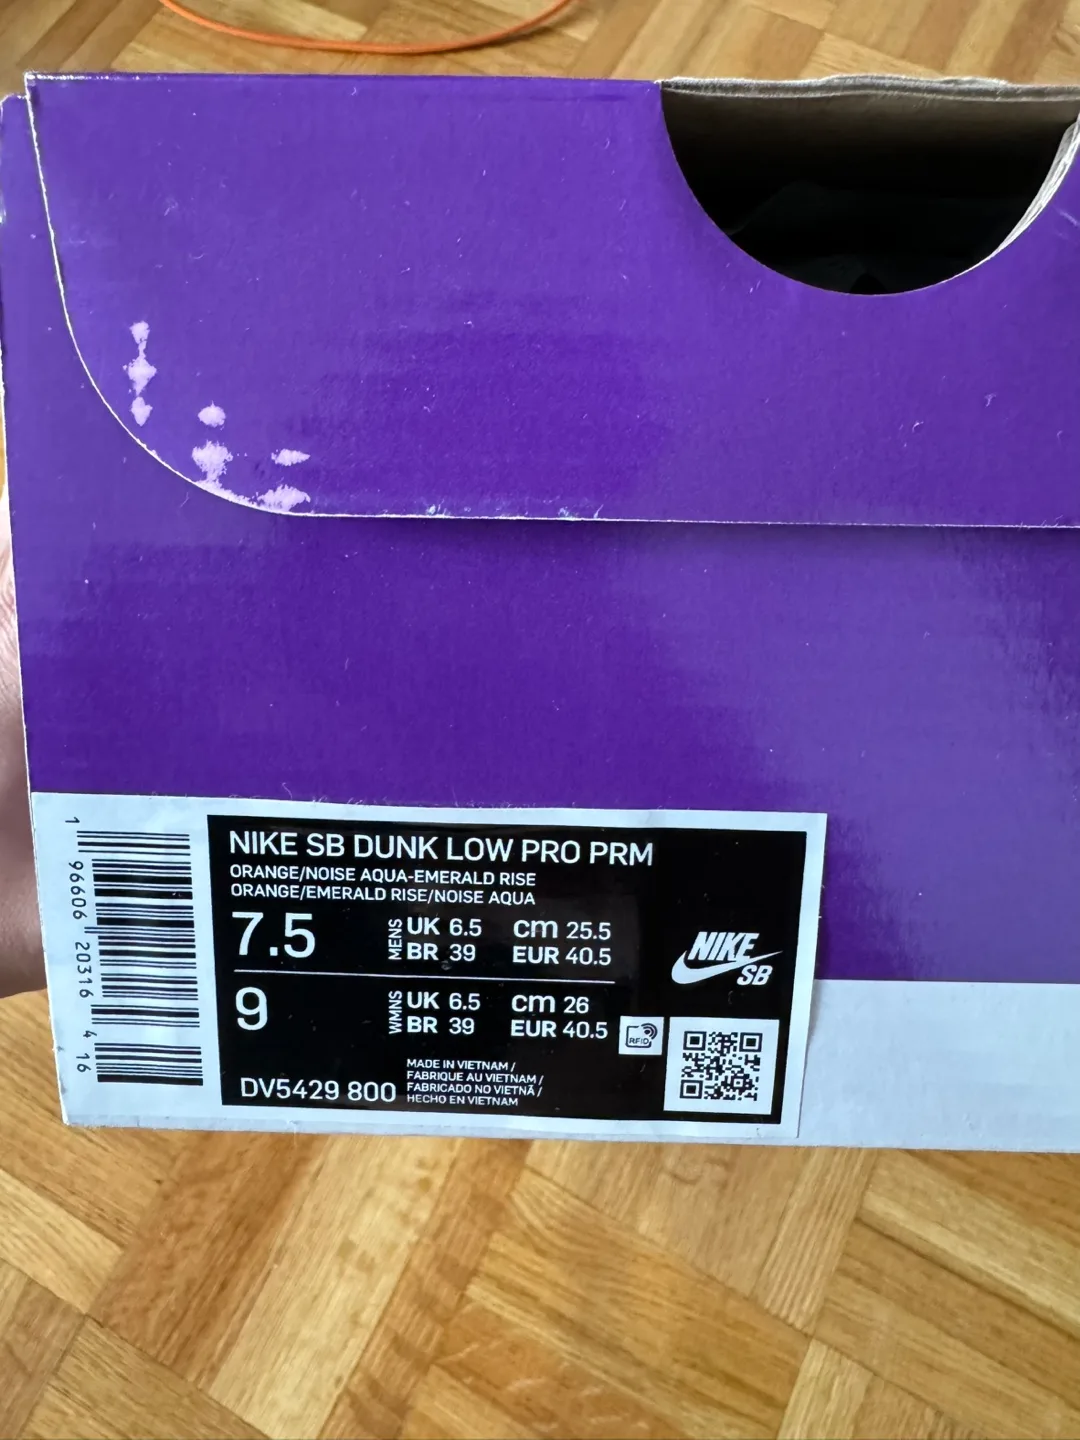 NIKE SB DUNK LOW PRO PRM
ORANGE/NOISE AQUA-EMERALD RISE
ORANGE/EMERALD RISE/NOISE AQUA
7.5 MENS UK 6.5 cm 25.5
BR 39 EUR 40.5
9 WMNS UK 6.5 cm 26
BR 39 EUR 40.5
NIKE
SB
RFID
DV5429 800
MADE IN VIETNAM /
FABRIQUE AU VIETNAM /
FABRICADO NO VIETNÃ /
HECHO EN VIETNAM
1 96606 20316 4 16